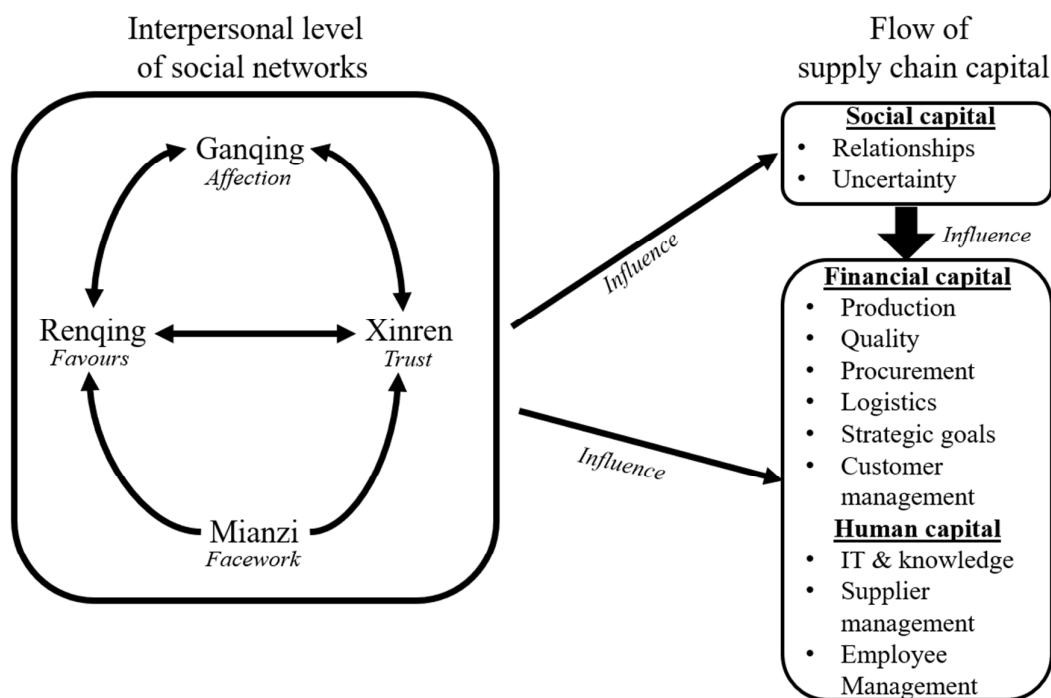 Interpersonal level
of social networks
Ganqing
Affection
Renqing
Favours
Xinren
Trust
Mianzi
Facework
Influence
Influence
Flow of
supply chain capital
Social capital
• Relationships
• Uncertainty
Influence
Financial capital
• Production
• Quality
• Procurement
• Logistics
• Strategic goals
• Customer
management
Human capital
• IT & knowledge
• Supplier
management
• Employee
Management